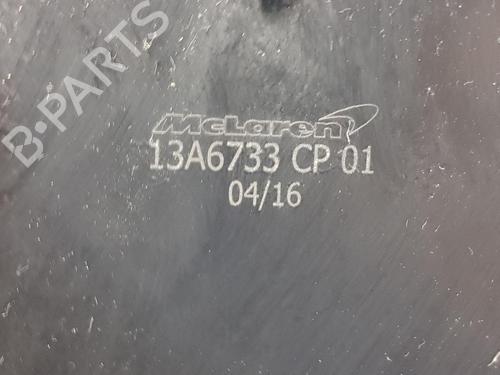 B-PARTS
McLaren
13A6733 CP 01
04/16